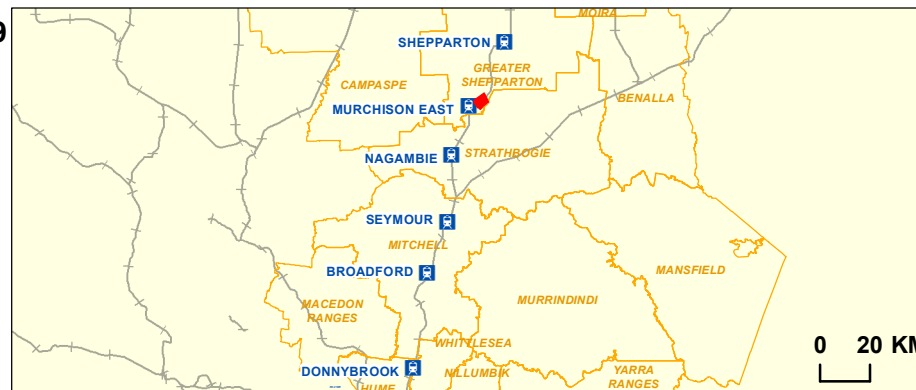 MOIRA
9
SHEPPARTON
GREATER
SHEPPARTON
CAMPASPE
BENALLA
MURCHISON EAST
NAGAMBIE
STRATHBOGIE
SEYMOUR
MITCHELL
BROADFORD
MANSFIELD
MURRINDINDI
MACEDON
RANGES
WHITTLESEA
0 20 KM
DONNYBROOK
NILLUMBIK
YARRA
RANGES
HUME